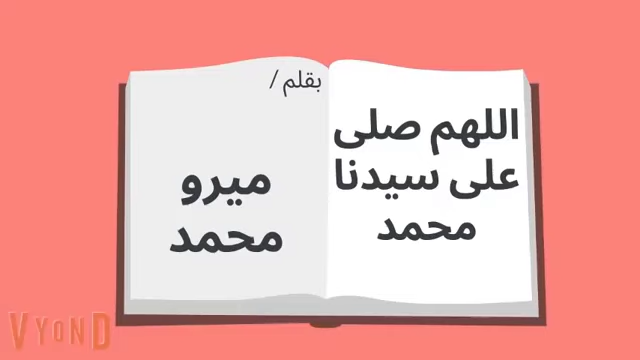 اللهم صلى
على سيدنا
محمد
بقلم /
ميرو
محمد
VYOND